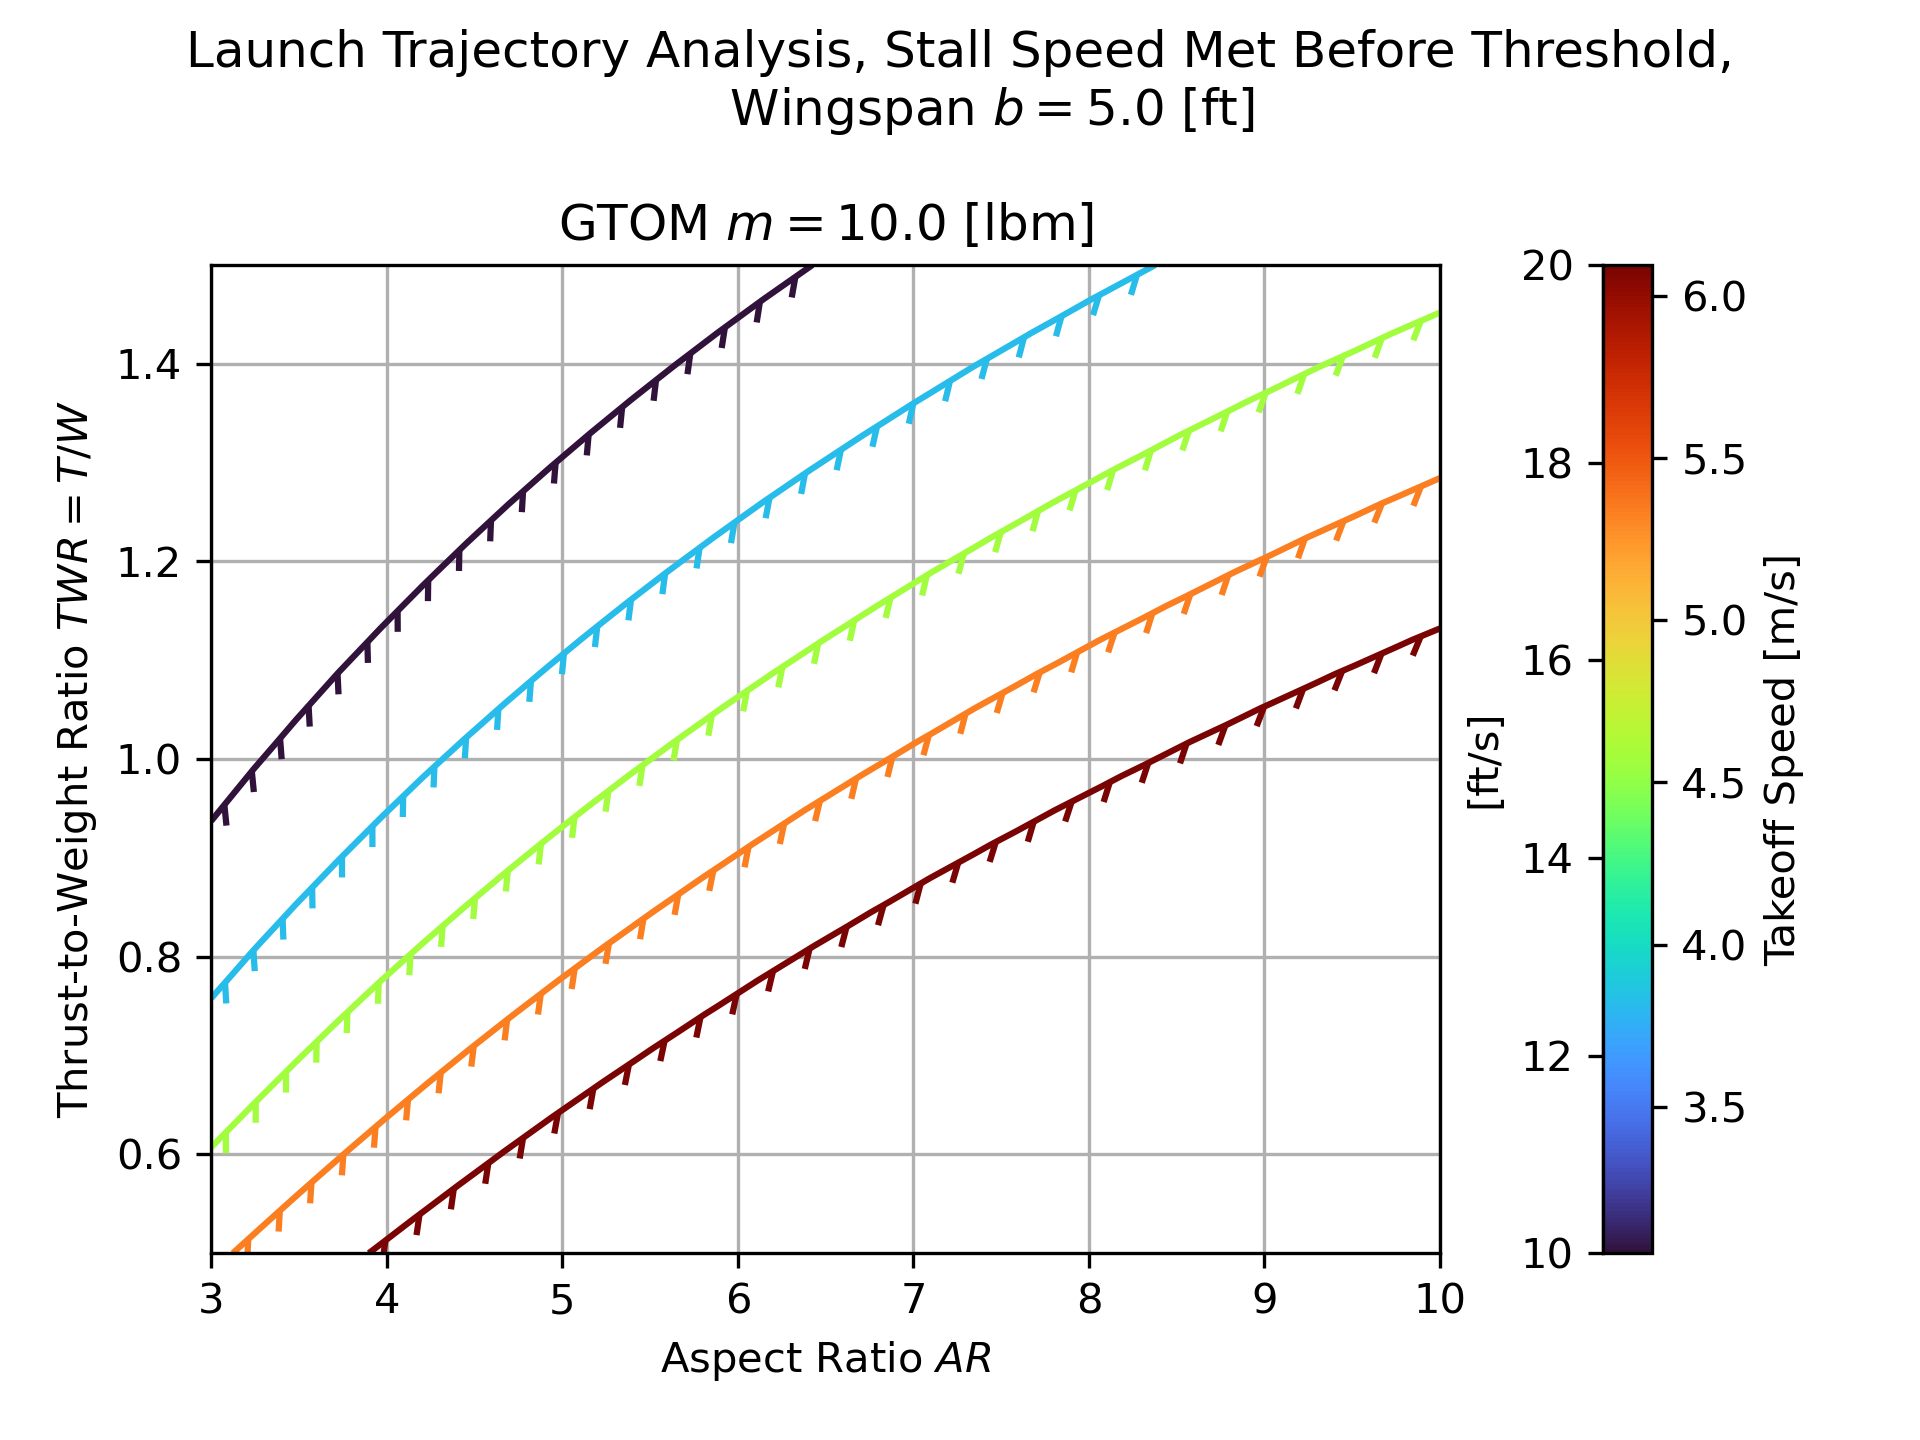 Launch Trajectory Analysis, Stall Speed Met Before Threshold,
Wingspan b = 5.0 [ft]
GTOM m = 10.0 [lbm]
Thrust-to-Weight Ratio TWR = T/W
1.4
1.2
1.0
0.8
0.6
3 4 5 6 7 8 9 10
Aspect Ratio AR
[ft/s]
20
18
16
14
12
10
6.0
5.5
5.0
4.5
4.0
3.5
Takeoff Speed [m/s]